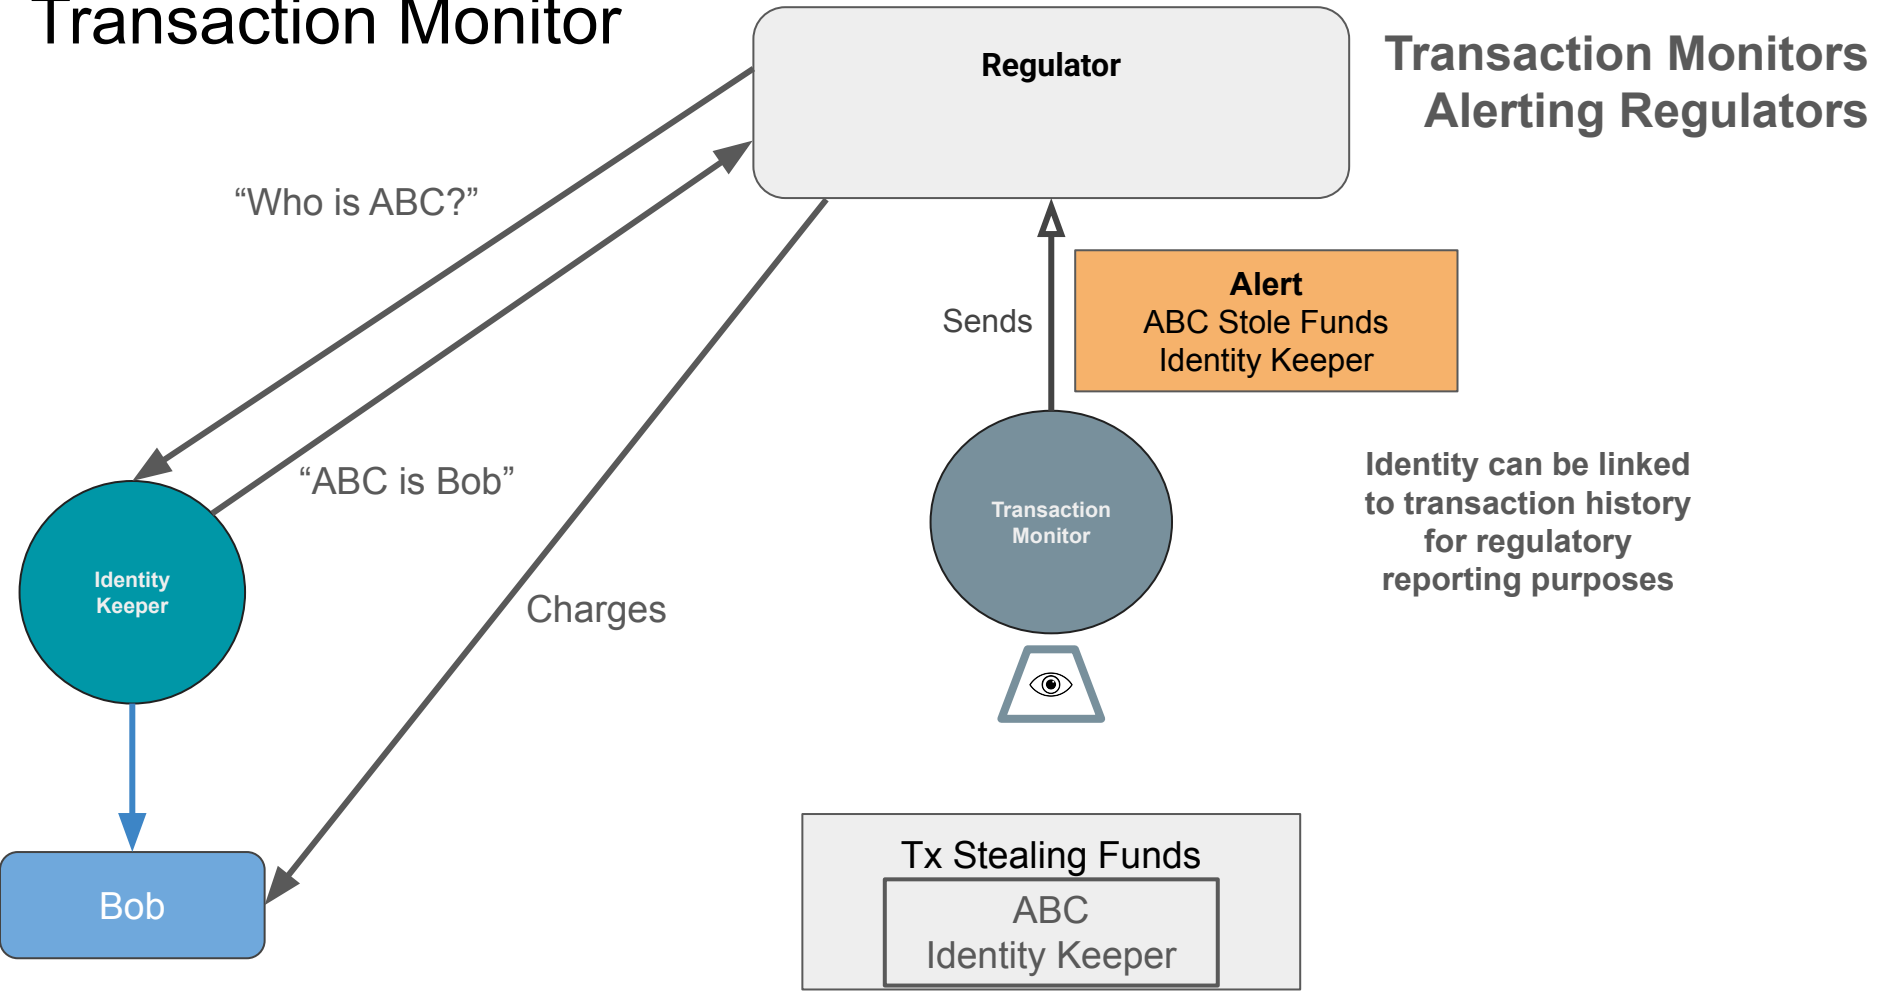 Transaction Monitor
Regulator
Transaction Monitors
Alerting Regulators
“Who is ABC?”
Alert
ABC Stole Funds
Identity Keeper
Sends
“ABC is Bob”
Transaction
Monitor
Identity can be linked
to transaction history
for regulatory
reporting purposes
Identity
Keeper
Charges
Tx Stealing Funds
ABC
Identity Keeper
Bob